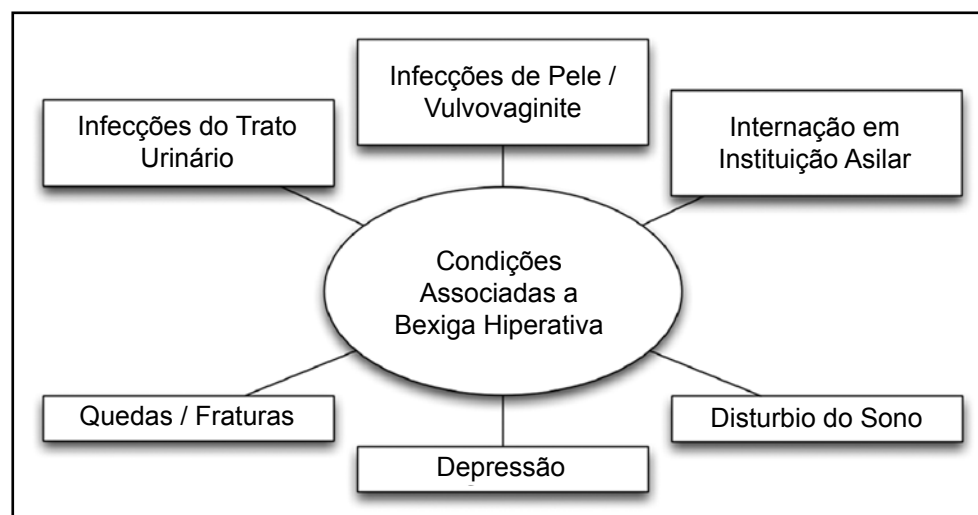 Infecções de Pele /
Vulvovaginite
Infecções do Trato
Urinário
Internação em
Instituição Asilar
Condições
Associadas a
Bexiga Hiperativa
Quedas / Fraturas
Disturbio do Sono
Depressão